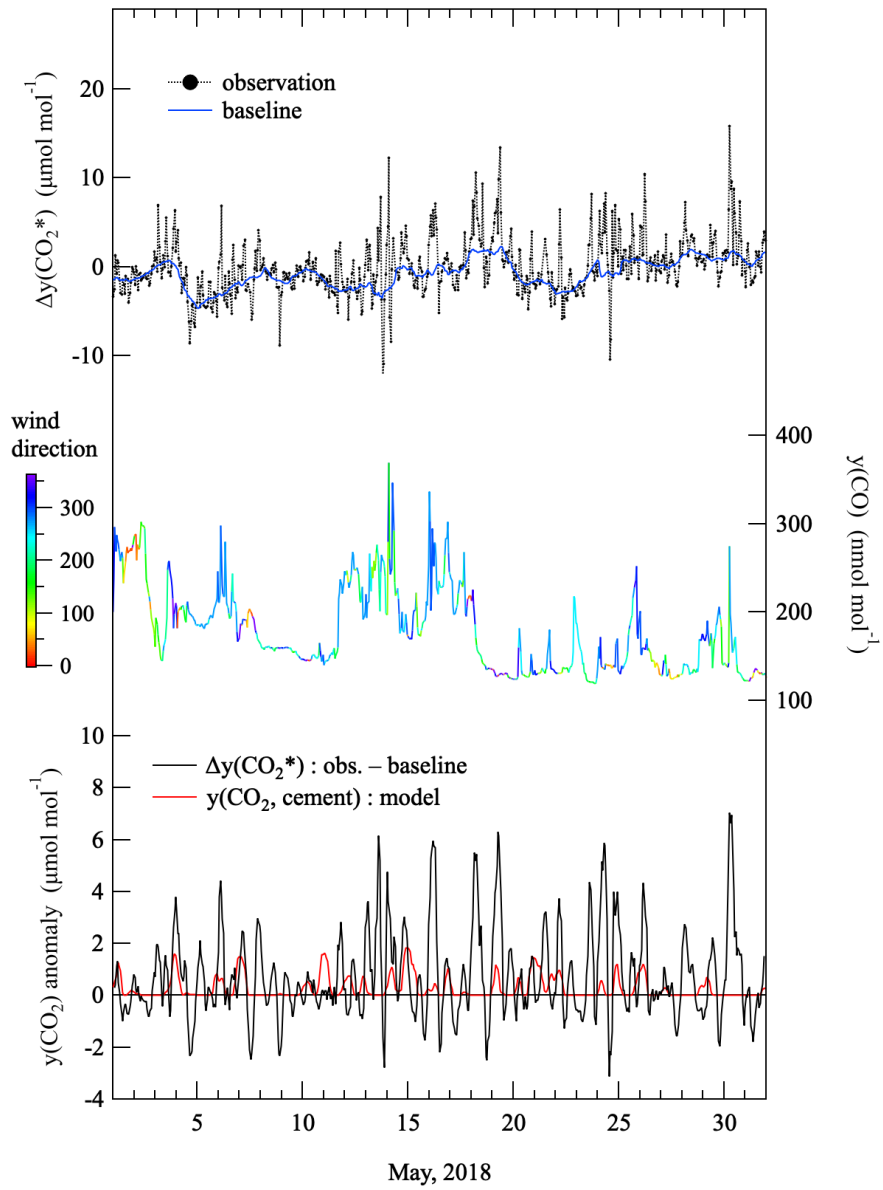 20
10
0
-10
Δy(CO2*) (μmol mol-1)
observation
baseline
wind
direction
300
200
100
0
400
300
200
100
y(CO) (nmol mol-1)
10
8
6
4
2
0
-2
-4
y(CO2) anomaly (μmol mol-1)
Δy(CO2*) : obs. – baseline
y(CO2, cement) : model
5
10
15
20
25
30
May, 2018